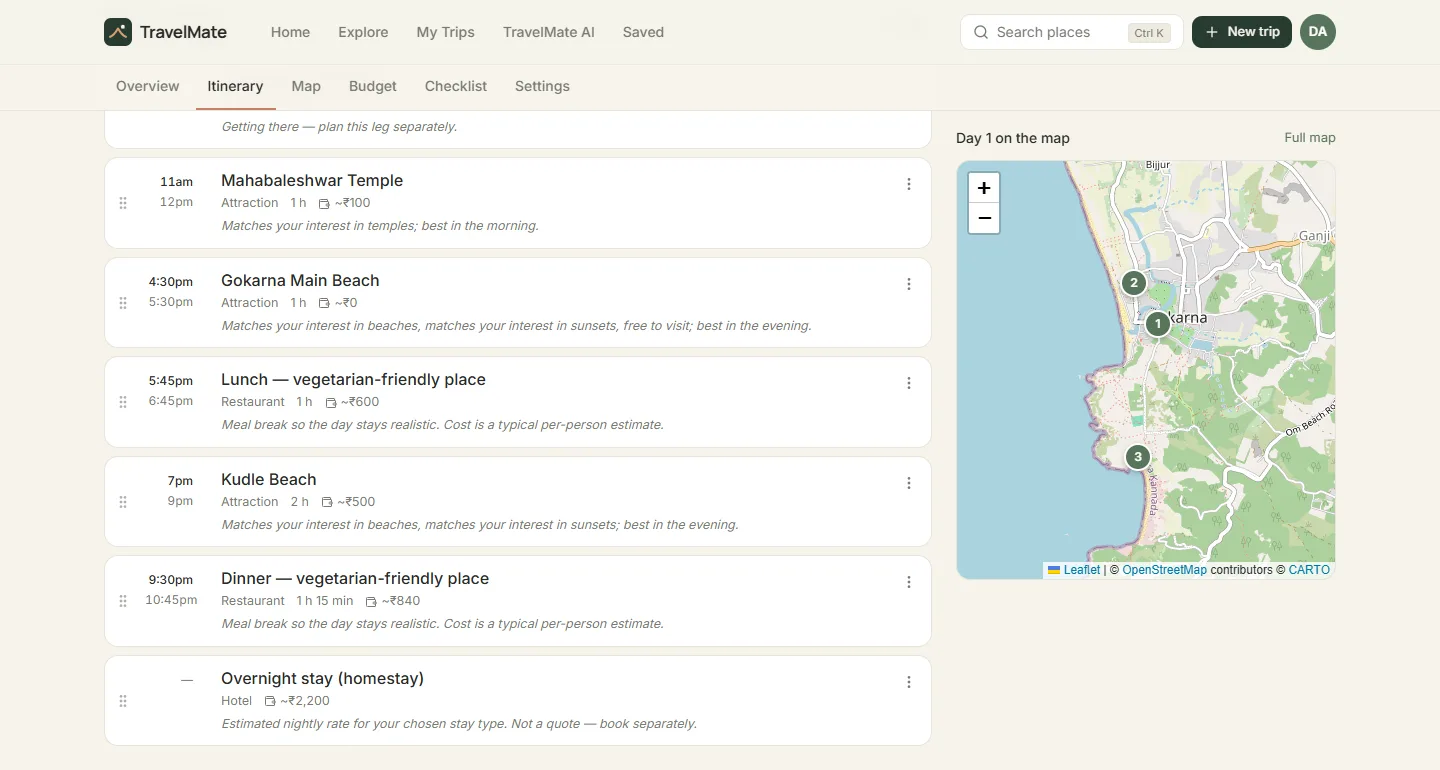 TravelMate
Home
Explore
My Trips
TravelMate AI
Saved
Search places
Ctrl K
+ New trip
DA
Overview
Itinerary
Map
Budget
Checklist
Settings
Getting there — plan this leg separately.
11am
12pm
Mahabaleshwar Temple
Attraction 1 h ~₹100
Matches your interest in temples; best in the morning.
4:30pm
5:30pm
Gokarna Main Beach
Attraction 1 h ~₹0
Matches your interest in beaches, matches your interest in sunsets, free to visit; best in the evening.
5:45pm
6:45pm
Lunch — vegetarian-friendly place
Restaurant 1 h ~₹600
Meal break so the day stays realistic. Cost is a typical per-person estimate.
7pm
9pm
Kudle Beach
Attraction 2 h ~₹500
Matches your interest in beaches, matches your interest in sunsets; best in the evening.
9:30pm
10:45pm
Dinner — vegetarian-friendly place
Restaurant 1 h 15 min ~₹840
Meal break so the day stays realistic. Cost is a typical per-person estimate.
—
Overnight stay (homestay)
Hotel ~₹2,200
Estimated nightly rate for your chosen stay type. Not a quote — book separately.
Day 1 on the map
Full map
+
−
Bijjur
Ganji
2
1
karna
Om Beach Ro
3
a Kannada
Leaflet | © OpenStreetMap contributors © CARTO